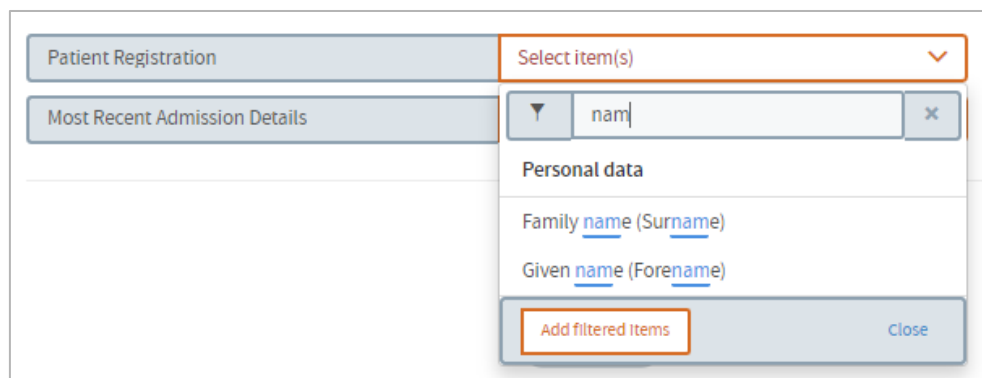 Patient Registration
Select item(s)
Most Recent Admission Details
nam
Personal data
Family name (Surname)
Given name (Forename)
Add filtered items
Close